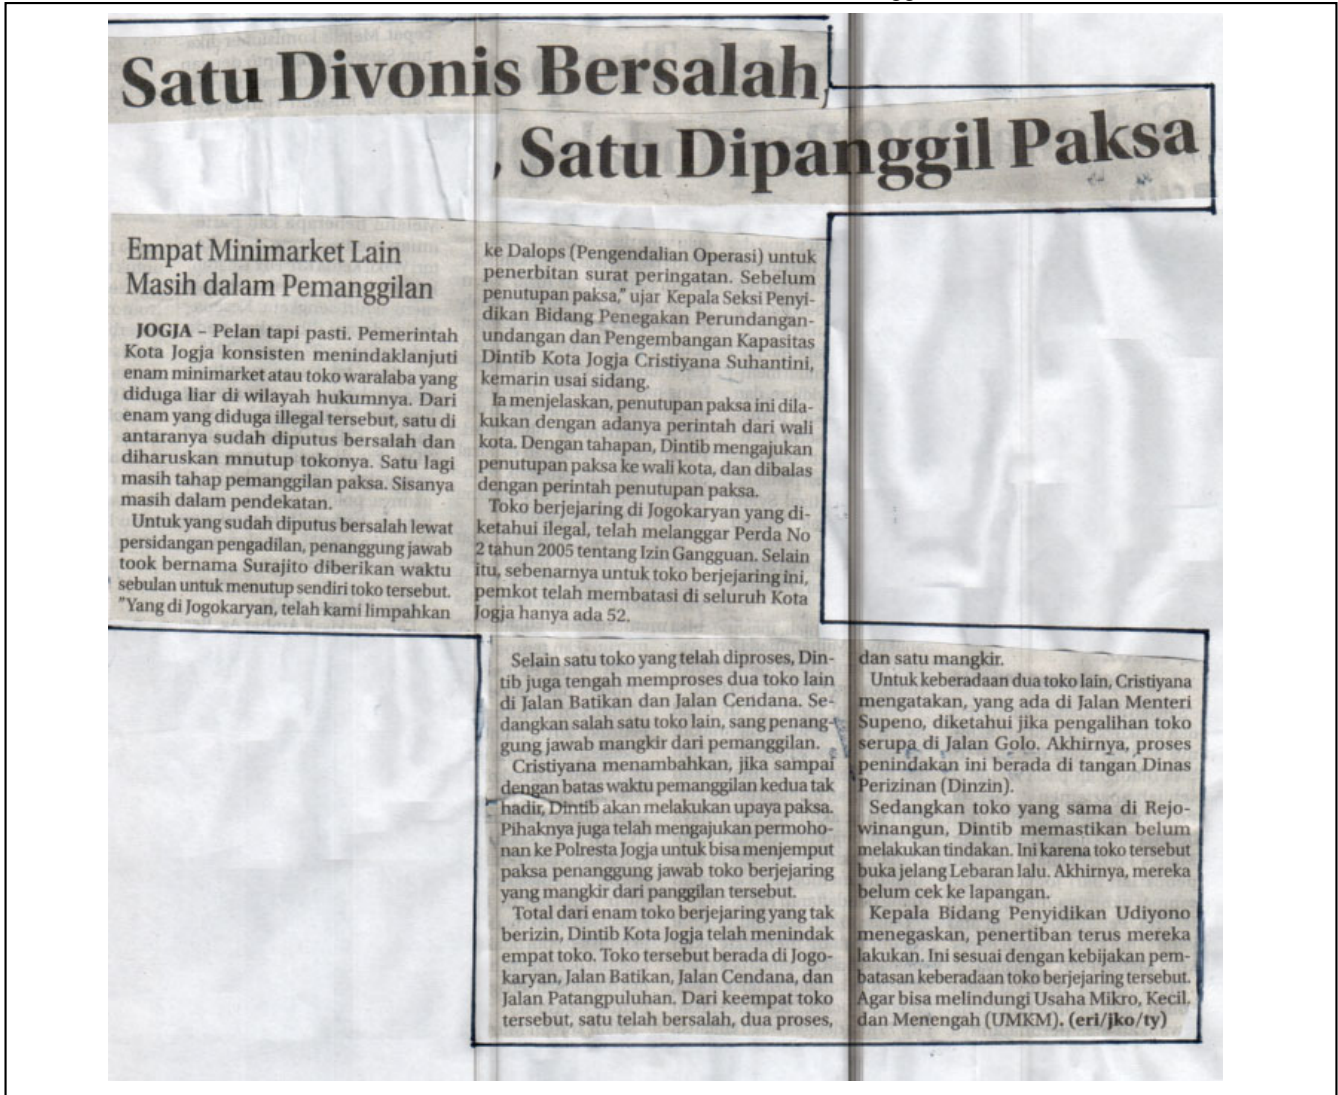 Satu Divonis Bersalah,
, Satu Dipanggil Paksa
Empat Minimarket Lain
Masih dalam Pemanggilan
JOGJA – Pelan tapi pasti. Pemerintah
Kota Jogja konsisten menindaklanjuti
enam minimarket atau toko waralaba yang
diduga liar di wilayah hukumnya. Dari
enam yang diduga illegal tersebut, satu di
antaranya sudah diputus bersalah dan
diharuskan mnutup tokonya. Satu lagi
masih tahap pemanggilan paksa. Sisanya
masih dalam pendekatan.
Untuk yang sudah diputus bersalah lewat
persidangan pengadilan, penanggung jawab
took bernama Surajito diberikan waktu
sebulan untuk menutup sendiri toko tersebut.
"Yang di Jogokaryan, telah kami limpahkan
ke Dalops (Pengendalian Operasi) untuk
penerbitan surat peringatan. Sebelum
penutupan paksa," ujar Kepala Seksi Penyi-
dikan Bidang Penegakan Perundangan-
undangan dan Pengembangan Kapasitas
Dintib Kota Jogja Cristiyana Suhantini,
kemarin usai sidang.
Ia menjelaskan, penutupan paksa ini dila-
kukan dengan adanya perintah dari wali
kota. Dengan tahapan, Dintib mengajukan
penutupan paksa ke wali kota, dan dibalas
dengan perintah penutupan paksa.
Toko berjejaring di Jogokaryan yang di-
ketahui ilegal, telah melanggar Perda No
2 tahun 2005 tentang Izin Gangguan. Selain
itu, sebenarnya untuk toko berjejaring ini,
pemkot telah membatasi di seluruh Kota
Jogja hanya ada 52.
Selain satu toko yang telah diproses, Din-
tib juga tengah memproses dua toko lain
di Jalan Batikan dan Jalan Cendana. Se-
dangkan salah satu toko lain, sang penang-
gung jawab mangkir dari pemanggilan.
Cristiyana menambahkan, jika sampai
dengan batas waktu pemanggilan kedua tak
hadir, Dintib akan melakukan upaya paksa.
Pihaknya juga telah mengajukan permoho-
nan ke Polresta Jogja untuk bisa menjemput
paksa penanggung jawab toko berjejaring
yang mangkir dari panggilan tersebut.
Total dari enam toko berjejaring yang tak
berizin, Dintib Kota Jogja telah menindak
empat toko. Toko tersebut berada di Jogo-
karyan, Jalan Batikan, Jalan Cendana, dan
Jalan Patangpuluhan. Dari keempat toko
tersebut, satu telah bersalah, dua proses,
dan satu mangkir.
Untuk keberadaan dua toko lain, Cristiyana
mengatakan, yang ada di Jalan Menteri
Supeno, diketahui jika pengalihan toko
serupa di Jalan Golo. Akhirnya, proses
penindakan ini berada di tangan Dinas
Perizinan (Dinzin).
Sedangkan toko yang sama di Rejo-
winangun, Dintib memastikan belum
melakukan tindakan. Ini karena toko tersebut
buka jelang Lebaran lalu. Akhirnya, mereka
belum cek ke lapangan.
Kepala Bidang Penyidikan Udiyono
menegaskan, penertiban terus mereka
lakukan. Ini sesuai dengan kebijakan pem-
batasan keberadaan toko berjejaring tersebut.
Agar bisa melindungi Usaha Mikro, Kecil,
dan Menengah (UMKM). (eri/jko/ty)